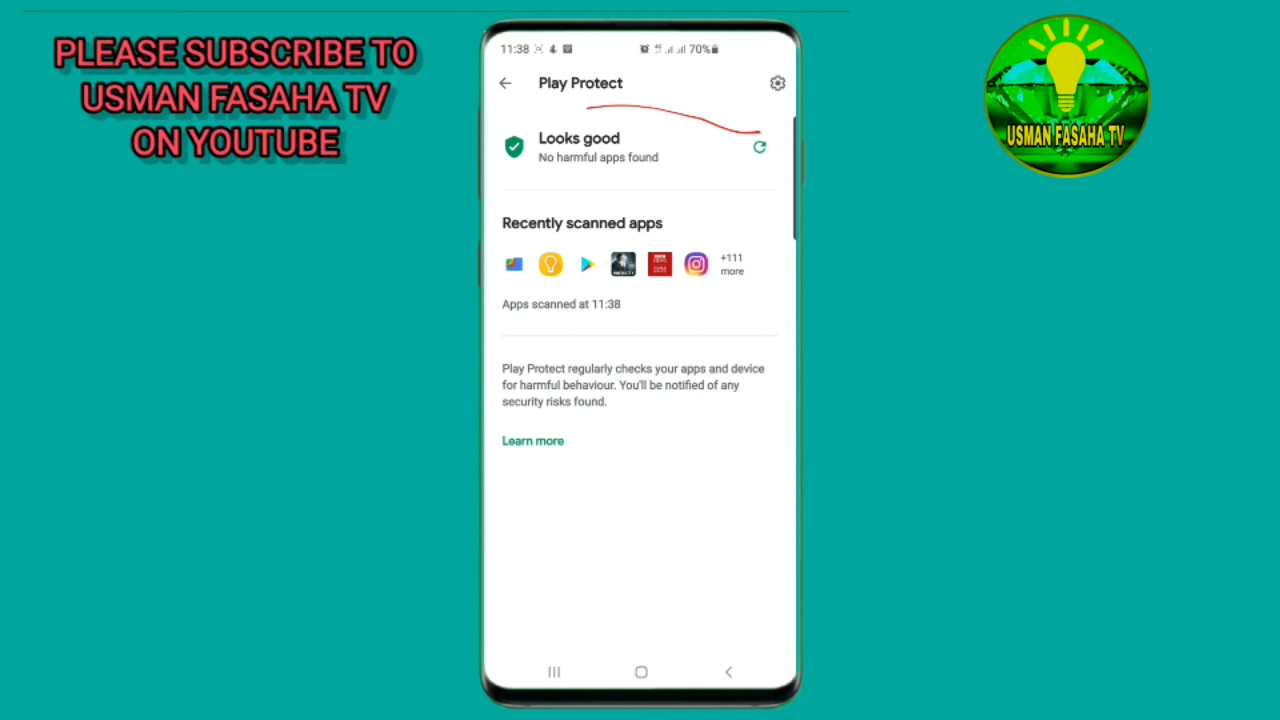 PLEASE SUBSCRIBE TO
USMAN FASAHA TV
ON YOUTUBE
USMAN FASAHA TV
11:38
70%
Play Protect
Looks good
No harmful apps found
Recently scanned apps
+111
more
Apps scanned at 11:38
Play Protect regularly checks your apps and device
for harmful behaviour. You'll be notified of any
security risks found.
Learn more